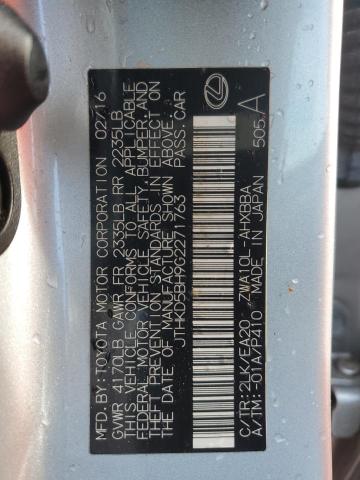 MFD.BY:TOYOTA MOTOR CORPORATION 02/16
GVWR 4170LB GAWR FR 2335LB RR 2235LB
THIS VEHICLE CONFORMS TO ALL APPLICABLE
FEDERAL MOTOR VEHICLE SAFETY, BUMPER, AND
THEFT PREVENTION STANDARDS IN EFFECT ON
THE DATE OF MANUFACTURE SHOWN ABOVE.
JTHKD5BH9G2271763 PASS.CAR
C/TR:2LK/EA20 ZWA10L-AHXBBA
A/TM:-01A/P410 MADE IN JAPAN 505 A